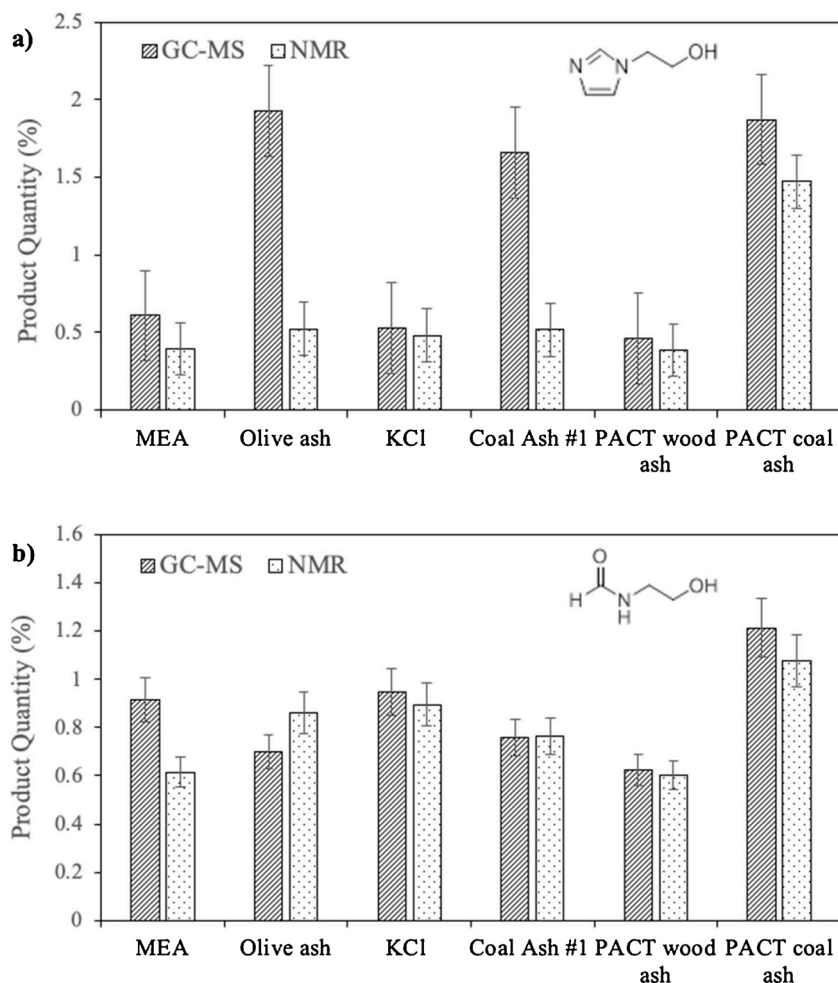 a)
GC-MS NMR
N N OH
Product Quantity (%)
2.5
2
1.5
1
0.5
0
MEA Olive ash KCl Coal Ash #1 PACT wood ash PACT coal ash
b)
GC-MS NMR
O
H N OH
H
Product Quantity (%)
1.6
1.4
1.2
1
0.8
0.6
0.4
0.2
0
MEA Olive ash KCl Coal Ash #1 PACT wood ash PACT coal ash